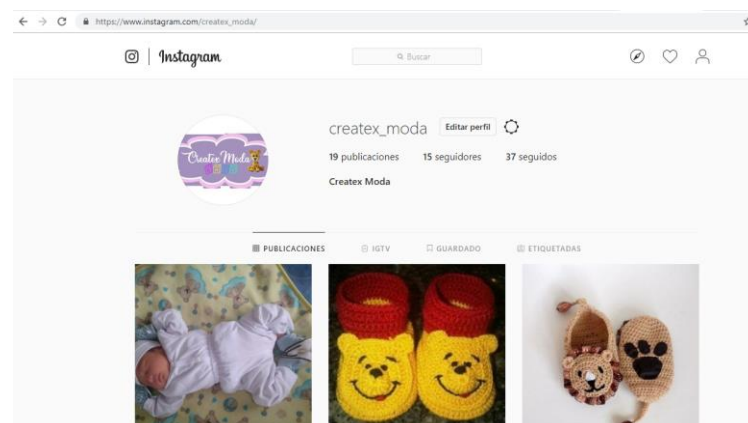 https://www.instagram.com/createx_moda/
Instagram
Buscar
createx_moda Editar perfil
19 publicaciones 15 seguidores 37 seguidos
Createx Moda
Createx Moda
PUBLICACIONES IGTV GUARDADO ETIQUETADAS